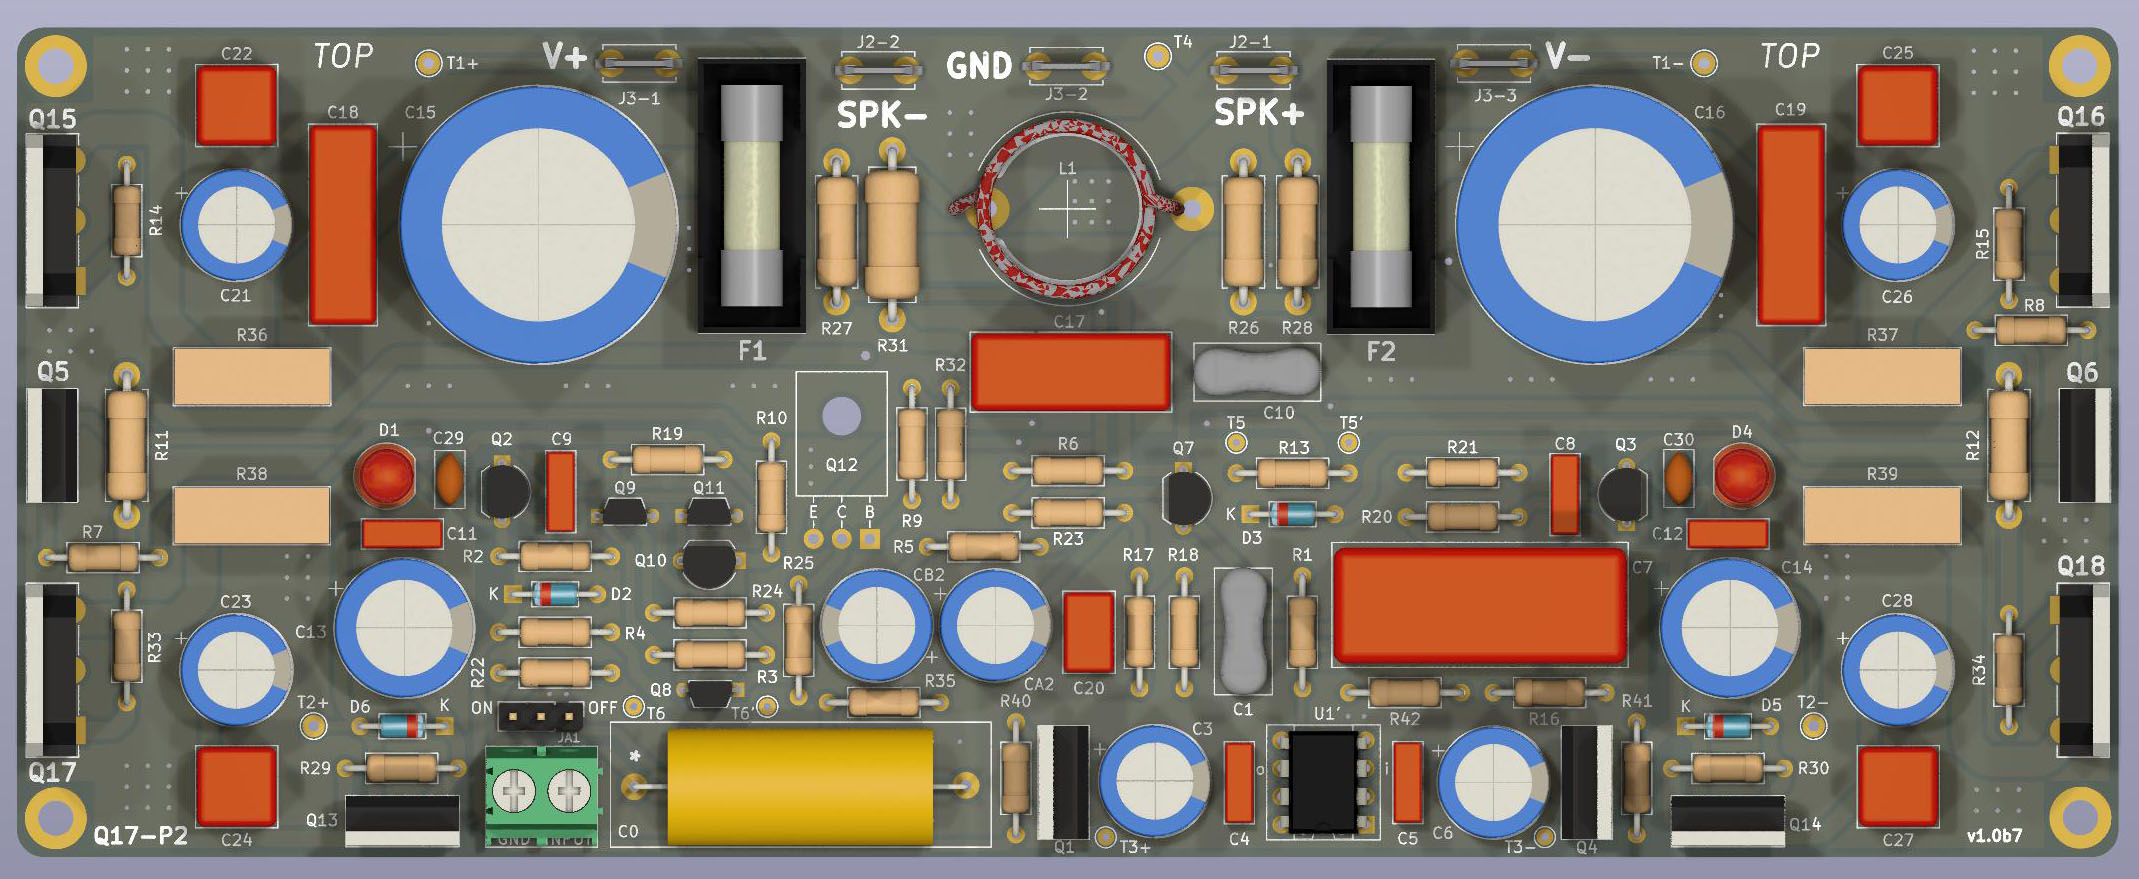 TOP
T1+
V+
J3-1
J2-2
GND
J3-2
T4
J2-1
J3-3
V-
T1-
TOP
C22
C25
Q15
C18
C15
SPK-
SPK+
C16
C19
Q16
L1
R14
R15
C21
C26
R27
R31
R26
R28
R8
C17
F1
F2
R36
R37
Q5
R32
C10
Q6
R11
D1
C29
Q2
C9
R19
R10
Q12
R6
Q7
T5
T5'
R13
R21
C8
Q3
C30
D4
R12
R38
Q9
Q11
E
C
B
R9
R23
K
D3
R20
R39
R7
C11
R2
Q10
R5
R25
R17
R18
R1
C12
C7
C14
Q17
Q18
C23
C13
K
D2
R24
CB2
C28
R33
R4
R3
R22
Q8
R35
CA2
C20
C1
R34
T2+
D6
K
ON
OFF
T6
T6'
JA1
R40
C3
U1'
R42
R16
R41
K
D5
T2-
R29
R30
*
o
i
Q13
C0
Q14
Q17-P2
C24
GND
INPUT
Q1
T3+
C4
C5
C6
T3-
Q4
C27
v1.0b7